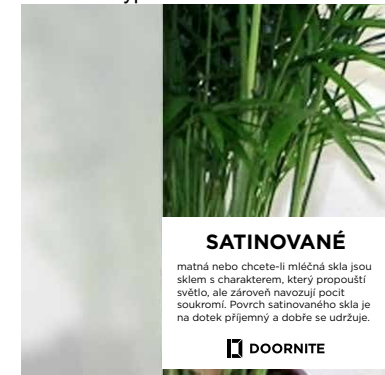 SATINOVANÉ
matná nebo chcete-li mléčná skla jsou
sklem s charakterem, který propouští
světlo, ale zároveň navozují pocit
soukromí. Povrch satinovaného skla je
na dotek příjemný a dobře se udržuje.
DOORNITE